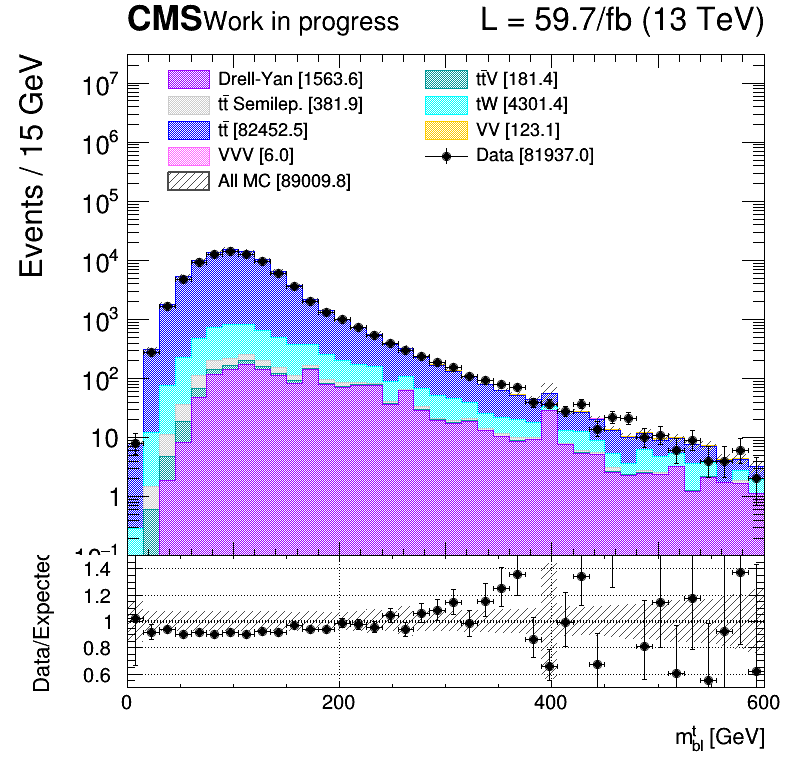 CMS Work in progress L = 59.7/fb (13 TeV)
Events / 15 GeV
Drell-Yan [1563.6]
tt̄ Semilep. [381.9]
tt̄ [82452.5]
VVV [6.0]
All MC [89009.8]
tt̄V [181.4]
tW [4301.4]
VV [123.1]
Data [81937.0]
10⁷
10⁶
10⁵
10⁴
10³
10²
10
1
10⁻¹
Data/Expected
1.4
1.2
1
0.8
0.6
0 200 400 600
mᵗ_bl [GeV]